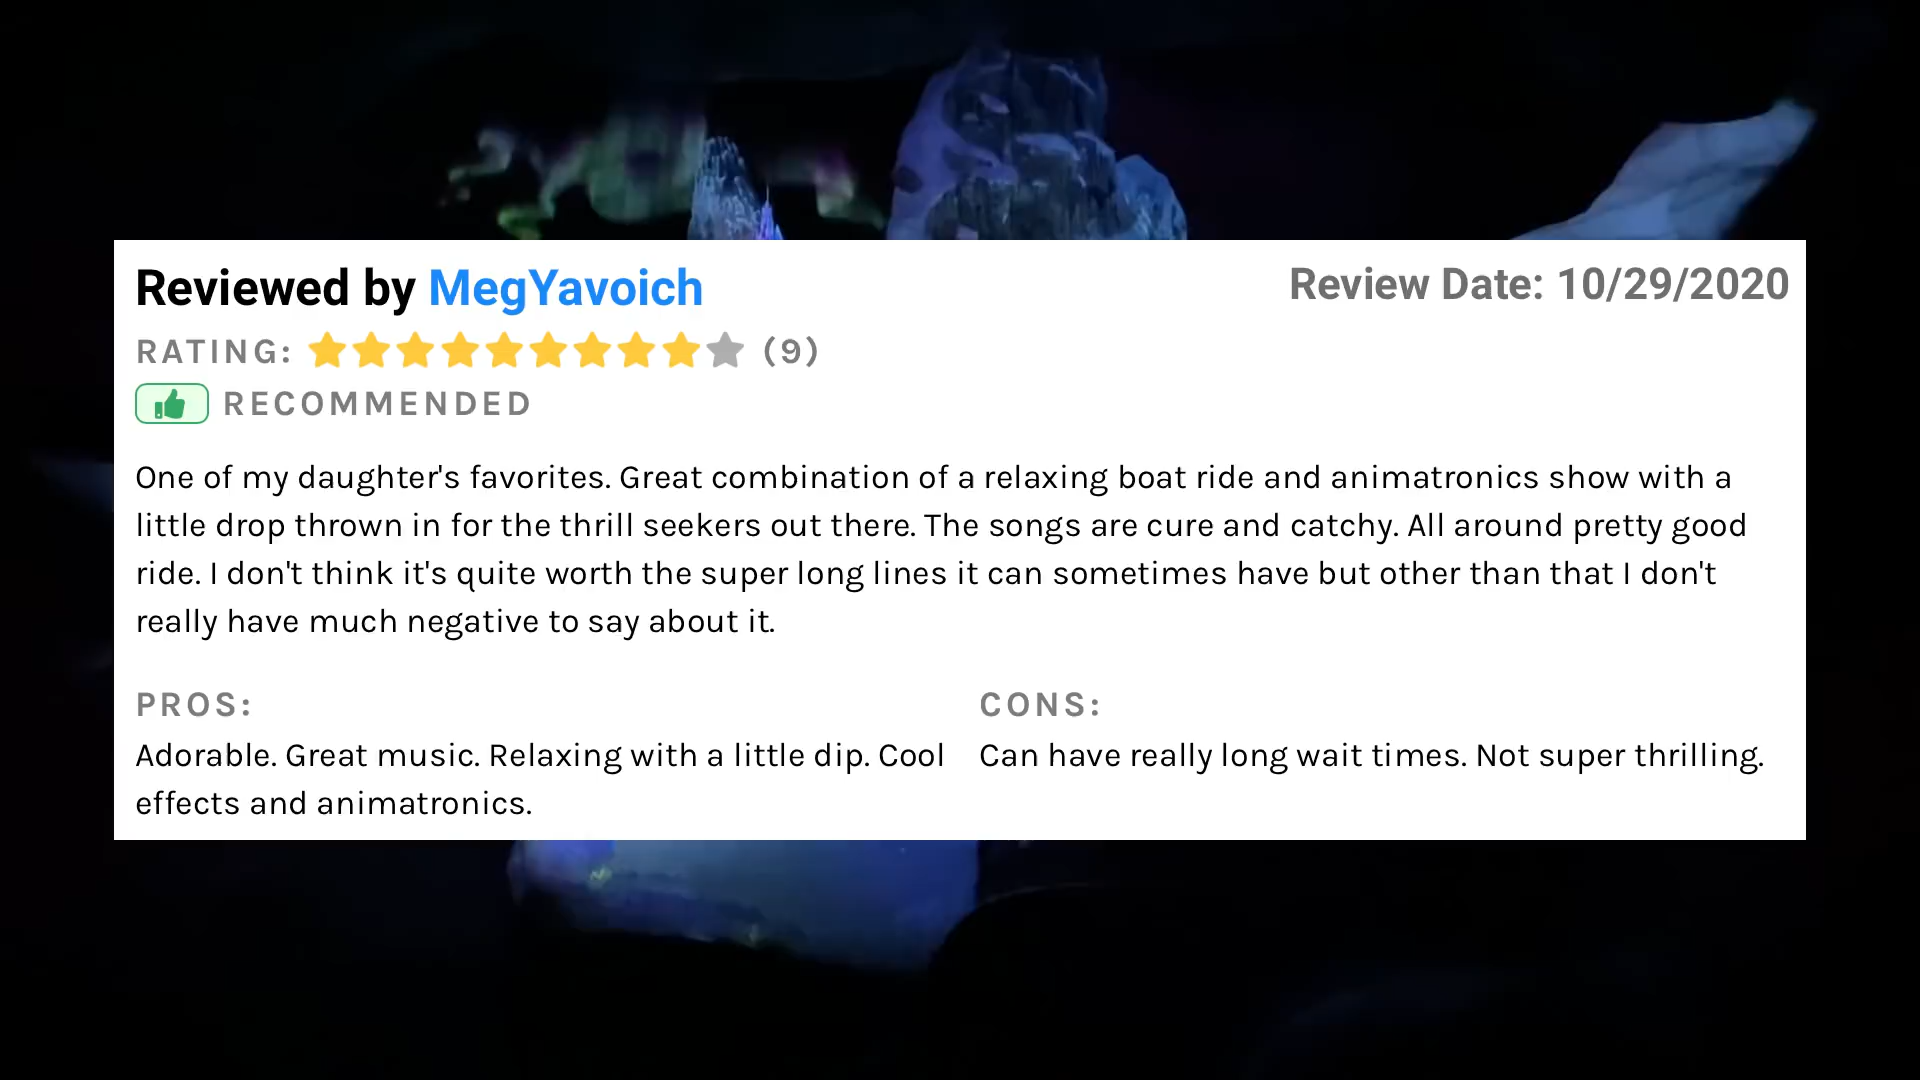 Reviewed by MegYavoich
Review Date: 10/29/2020
RATING: (9)
RECOMMENDED
One of my daughter's favorites. Great combination of a relaxing boat ride and animatronics show with a
little drop thrown in for the thrill seekers out there. The songs are cure and catchy. All around pretty good
ride. I don't think it's quite worth the super long lines it can sometimes have but other than that I don't
really have much negative to say about it.
PROS:
Adorable. Great music. Relaxing with a little dip. Cool
effects and animatronics.
CONS:
Can have really long wait times. Not super thrilling.